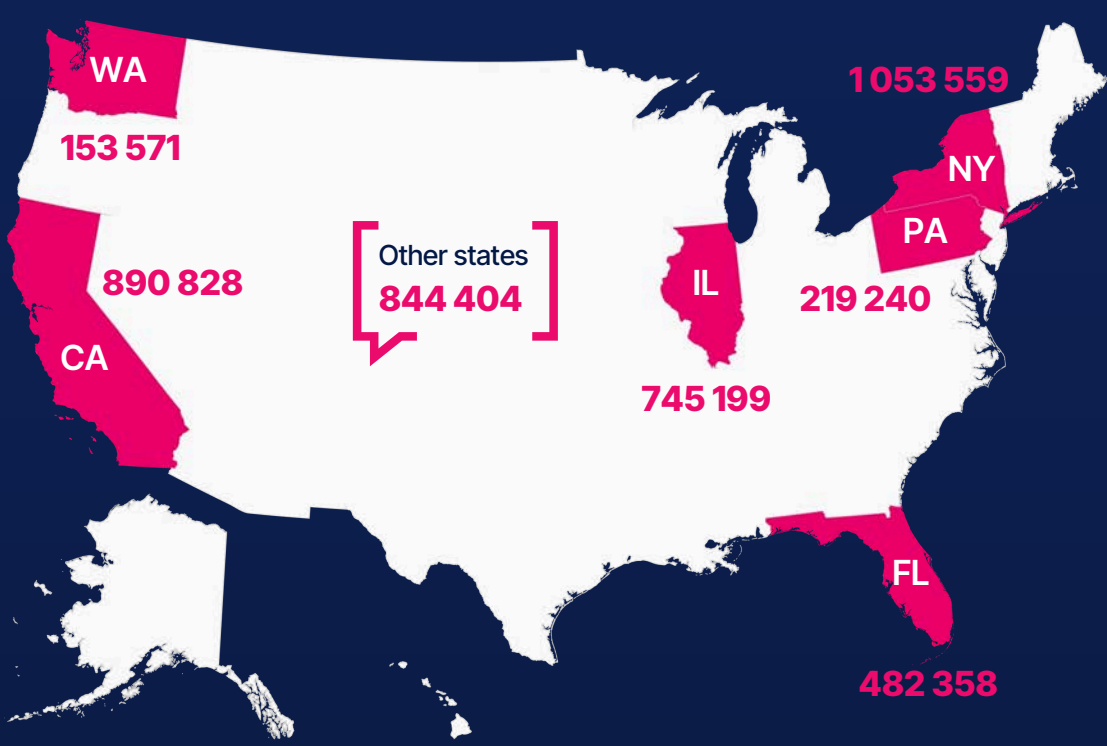 WA
153 571
1 053 559
NY
PA
219 240
Other states
844 404
IL
745 199
890 828
CA
FL
482 358